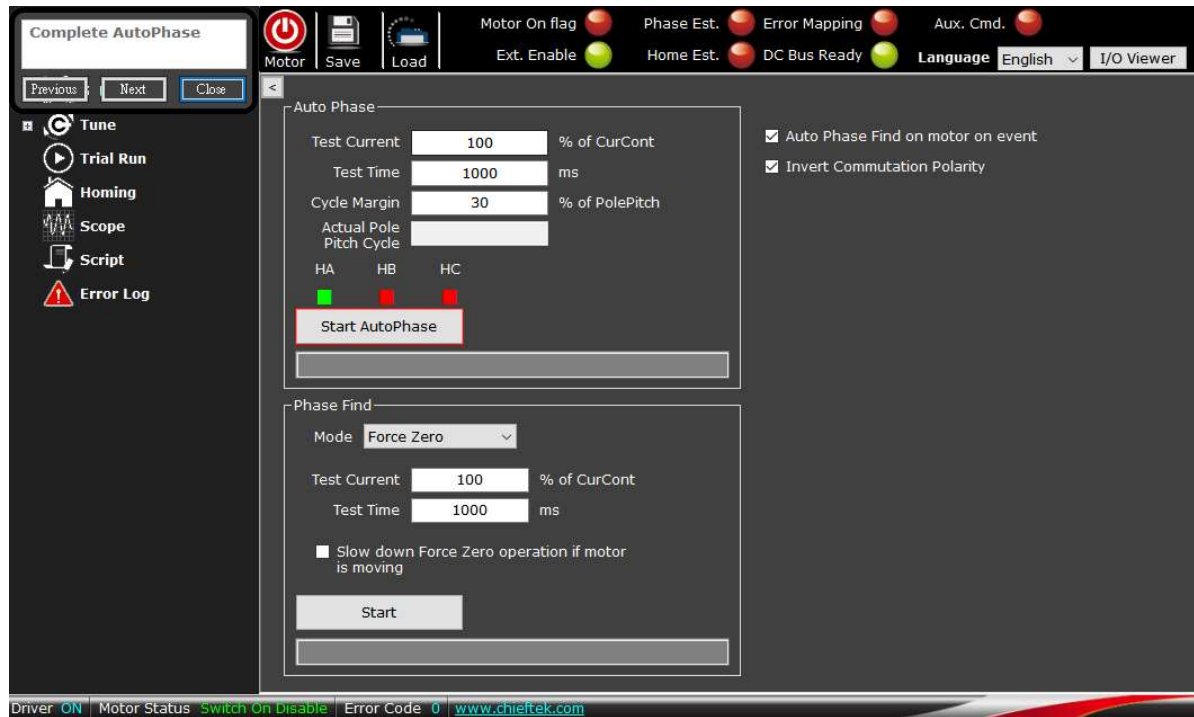 Complete AutoPhase
Previous Next Close
Tune
Trial Run
Homing
Scope
Script
Error Log
Motor Save Load
Motor On flag Phase Est. Error Mapping Aux. Cmd.
Ext. Enable Home Est. DC Bus Ready Language English I/O Viewer
<
Auto Phase
Test Current 100 % of CurCont
Test Time 1000 ms
Cycle Margin 30 % of PolePitch
Actual Pole
Pitch Cycle
HA HB HC
Start AutoPhase
Auto Phase Find on motor on event
Invert Commutation Polarity
Phase Find
Mode Force Zero
Test Current 100 % of CurCont
Test Time 1000 ms
Slow down Force Zero operation if motor
is moving
Start
Driver ON Motor Status Switch On Disable Error Code 0 www.chieftek.com